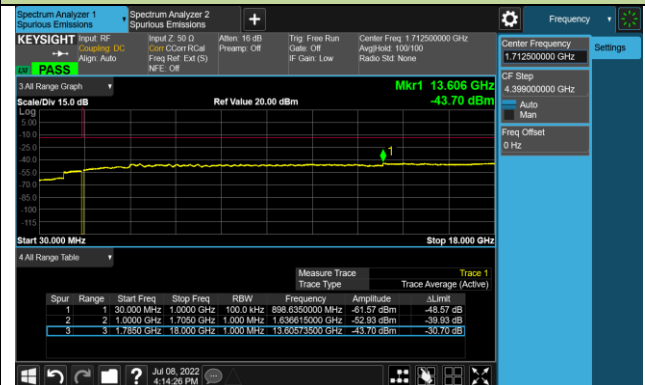 Spectrum Analyzer 1
Spurious Emissions
Spectrum Analyzer 2
Spurious Emissions
+
Frequency
KEYSIGHT
Input: RF
Coupling: DC
Align: Auto
Input Z: 50 Ω
Corr CCorr RCal
Freq Ref: Ext (S)
NFE: Off
Atten: 16 dB
Preamp: Off
Trig: Free Run
Gate: Off
IF Gain: Low
Center Freq: 1.712500000 GHz
Avg|Hold: 100/100
Radio Std: None
PASS
Center Frequency
1.712500000 GHz
Settings
CF Step
4.399000000 GHz
Auto
Man
Freq Offset
0 Hz
3 All Range Graph
Mkr1 13.606 GHz
-43.70 dBm
Scale/Div 15.0 dB
Ref Value 20.00 dBm
Log
5.00
-10.0
-25.0
-40.0
-55.0
-70.0
-85.0
-100
-115
1
Start 30.000 MHz
Stop 18.000 GHz
4 All Range Table
Measure Trace Trace 1
Trace Type Trace Average (Active)
Spur Range Start Freq Stop Freq RBW Frequency Amplitude ΔLimit
1 1 30.000 MHz 1.0000 GHz 100.0 kHz 898.6350000 MHz -61.57 dBm -48.57 dB
2 2 1.0000 GHz 1.7050 GHz 1.000 MHz 1.636615000 GHz -52.93 dBm -39.93 dB
3 3 1.7850 GHz 18.000 GHz 1.000 MHz 13.60573500 GHz -43.70 dBm -30.70 dB
?
Jul 08, 2022
4:14:26 PM